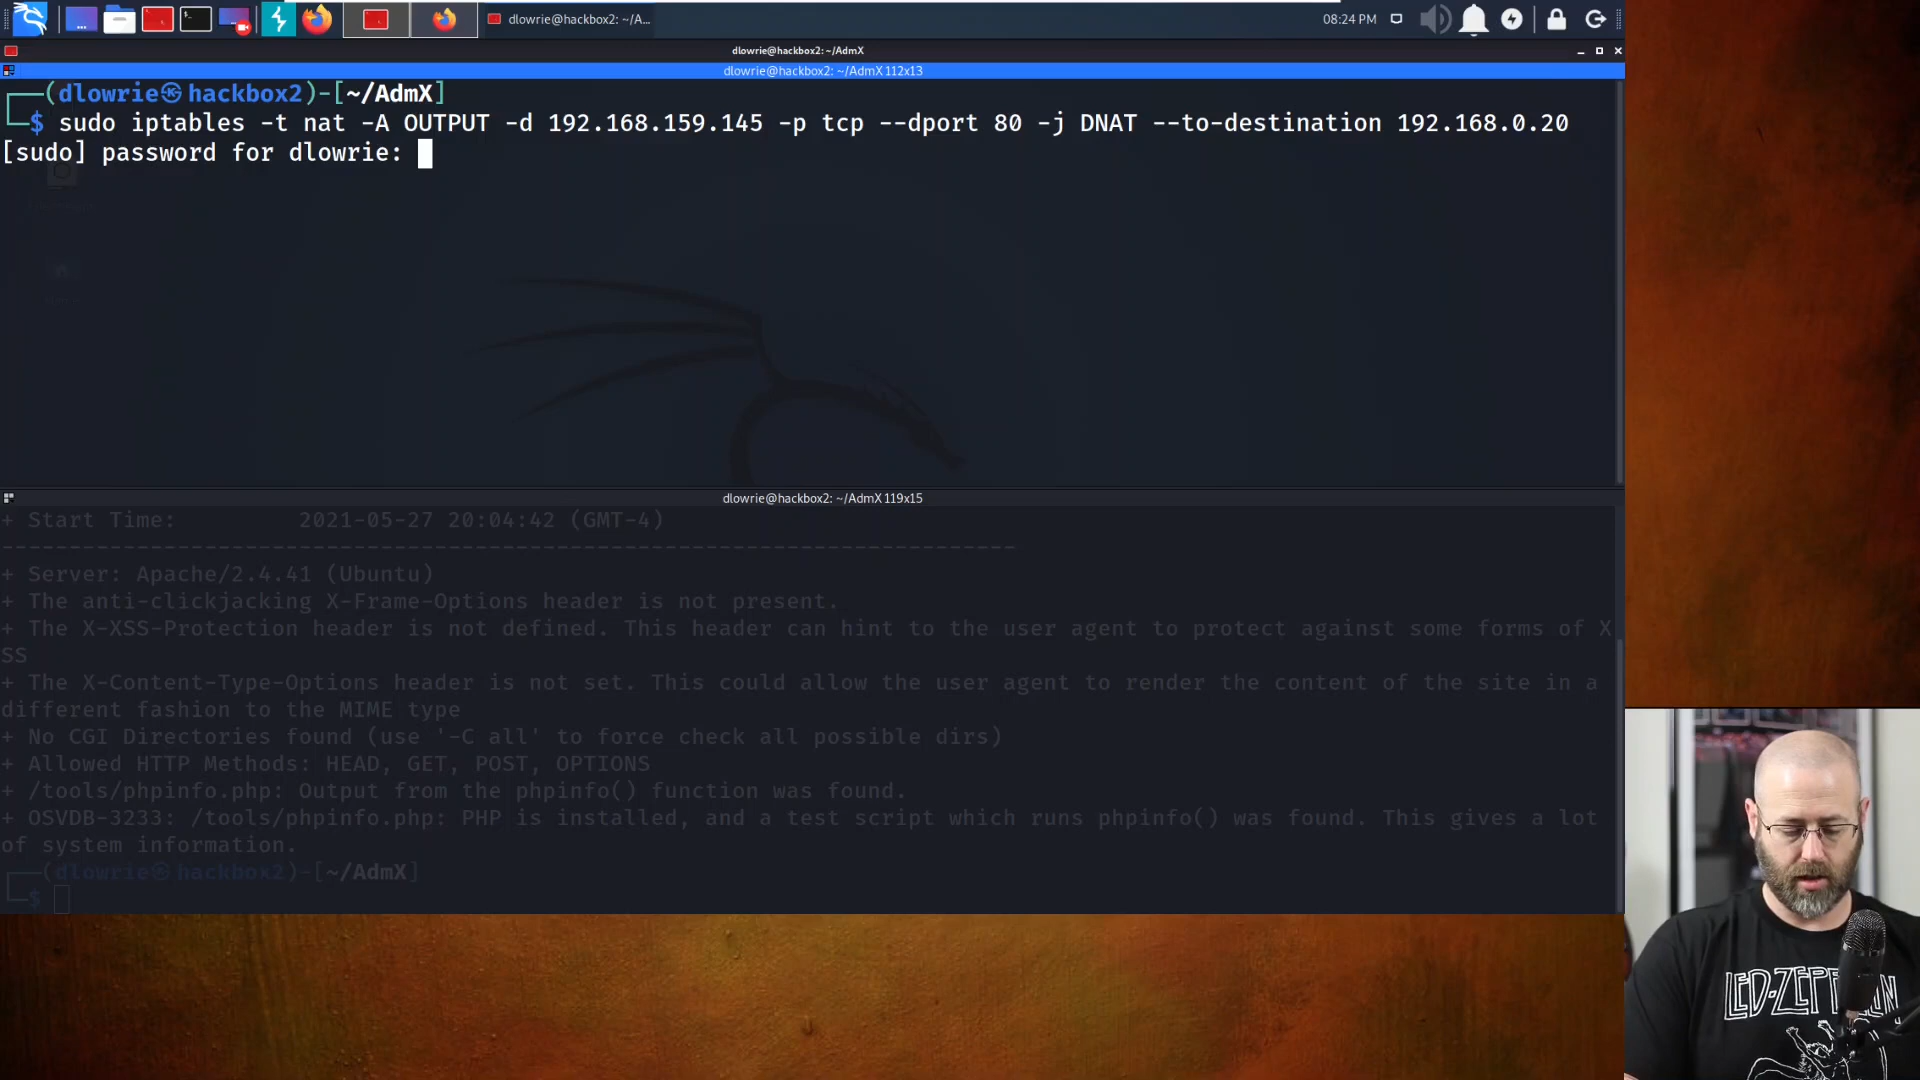 dlowrie@hackbox2: ~/A...
08:24 PM
dlowrie@hackbox2: ~/AdmX
dlowrie@hackbox2: ~/AdmX 112x13
(dlowrie㉿hackbox2)-[~/AdmX]
$ sudo iptables -t nat -A OUTPUT -d 192.168.159.145 -p tcp --dport 80 -j DNAT --to-destination 192.168.0.20
[sudo] password for dlowrie:
dlowrie@hackbox2: ~/AdmX 119x15
+ Start Time: 2021-05-27 20:04:42 (GMT-4)
---------------------------------------------------------------------------
+ Server: Apache/2.4.41 (Ubuntu)
+ The anti-clickjacking X-Frame-Options header is not present.
+ The X-XSS-Protection header is not defined. This header can hint to the user agent to protect against some forms of X
SS
+ The X-Content-Type-Options header is not set. This could allow the user agent to render the content of the site in a
different fashion to the MIME type
+ No CGI Directories found (use '-C all' to force check all possible dirs)
+ Allowed HTTP Methods: HEAD, GET, POST, OPTIONS
+ /tools/phpinfo.php: Output from the phpinfo() function was found.
+ OSVDB-3233: /tools/phpinfo.php: PHP is installed, and a test script which runs phpinfo() was found. This gives a lot
of system information.
(dlowrie㉿hackbox2)-[~/AdmX]
$
LED-ZEPPELIN